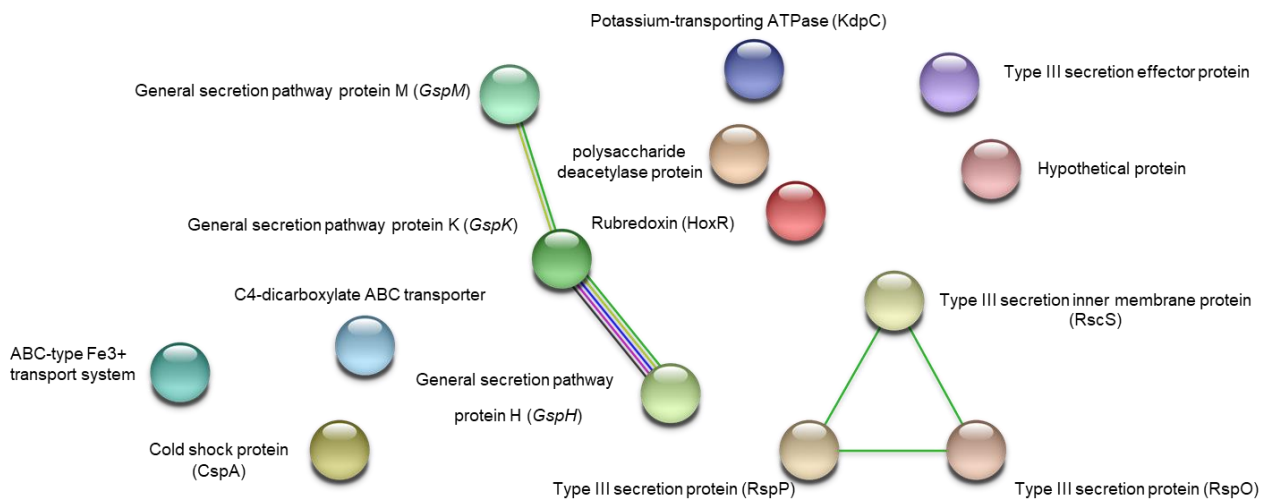 Potassium-transporting ATPase (KdpC)
General secretion pathway protein M (GspM)
Type III secretion effector protein
polysaccharide
deacetylase protein
Hypothetical protein
General secretion pathway protein K (GspK)
Rubredoxin (HoxR)
C4-dicarboxylate ABC transporter
Type III secretion inner membrane protein
(RscS)
ABC-type Fe3+
transport system
General secretion pathway
protein H (GspH)
Cold shock protein
(CspA)
Type III secretion protein (RspP)
Type III secretion protein (RspO)